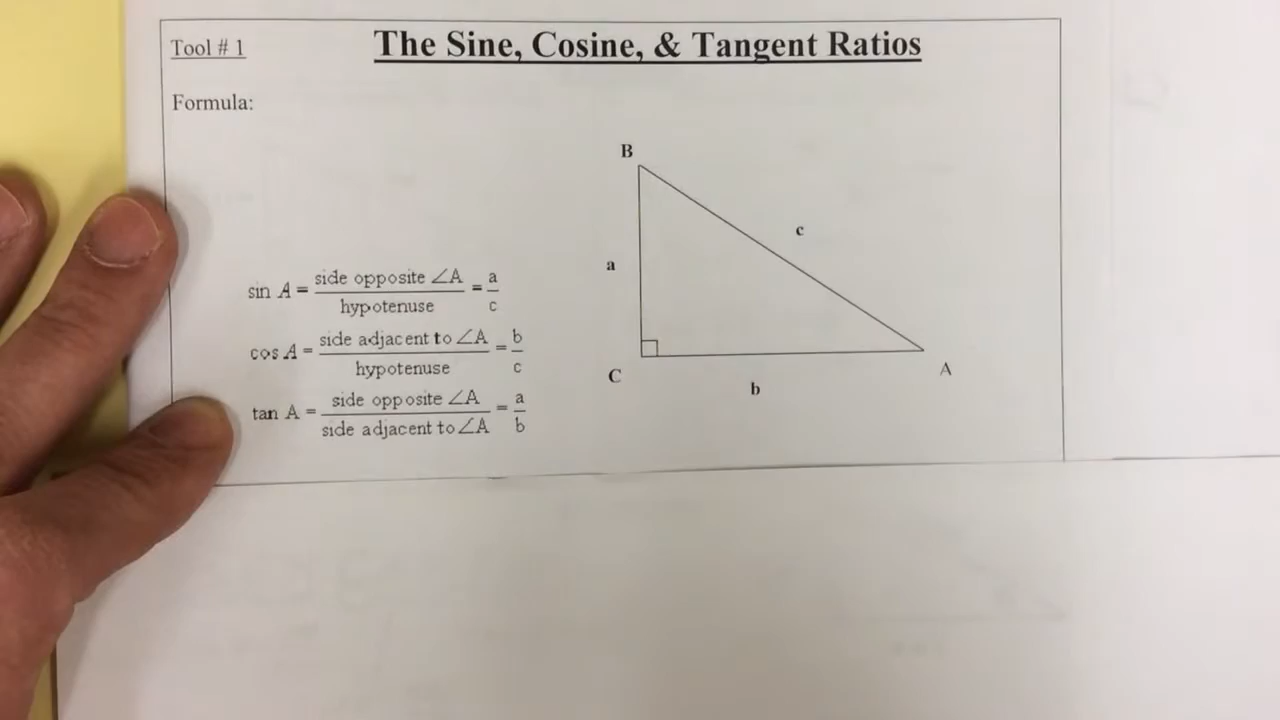 Tool # 1
The Sine, Cosine, & Tangent Ratios
Formula:
B
c
a
sin A = side opposite ∠A / hypotenuse = a / c
cos A = side adjacent to ∠A / hypotenuse = b / c
C
A
b
tan A = side opposite ∠A / side adjacent to ∠A = a / b